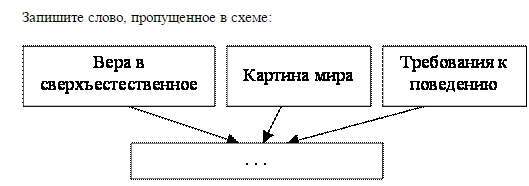 Запишите слово, пропущенное в схеме:
Вера в
сверхъестественное
Картина мира
Требования к
поведению
...